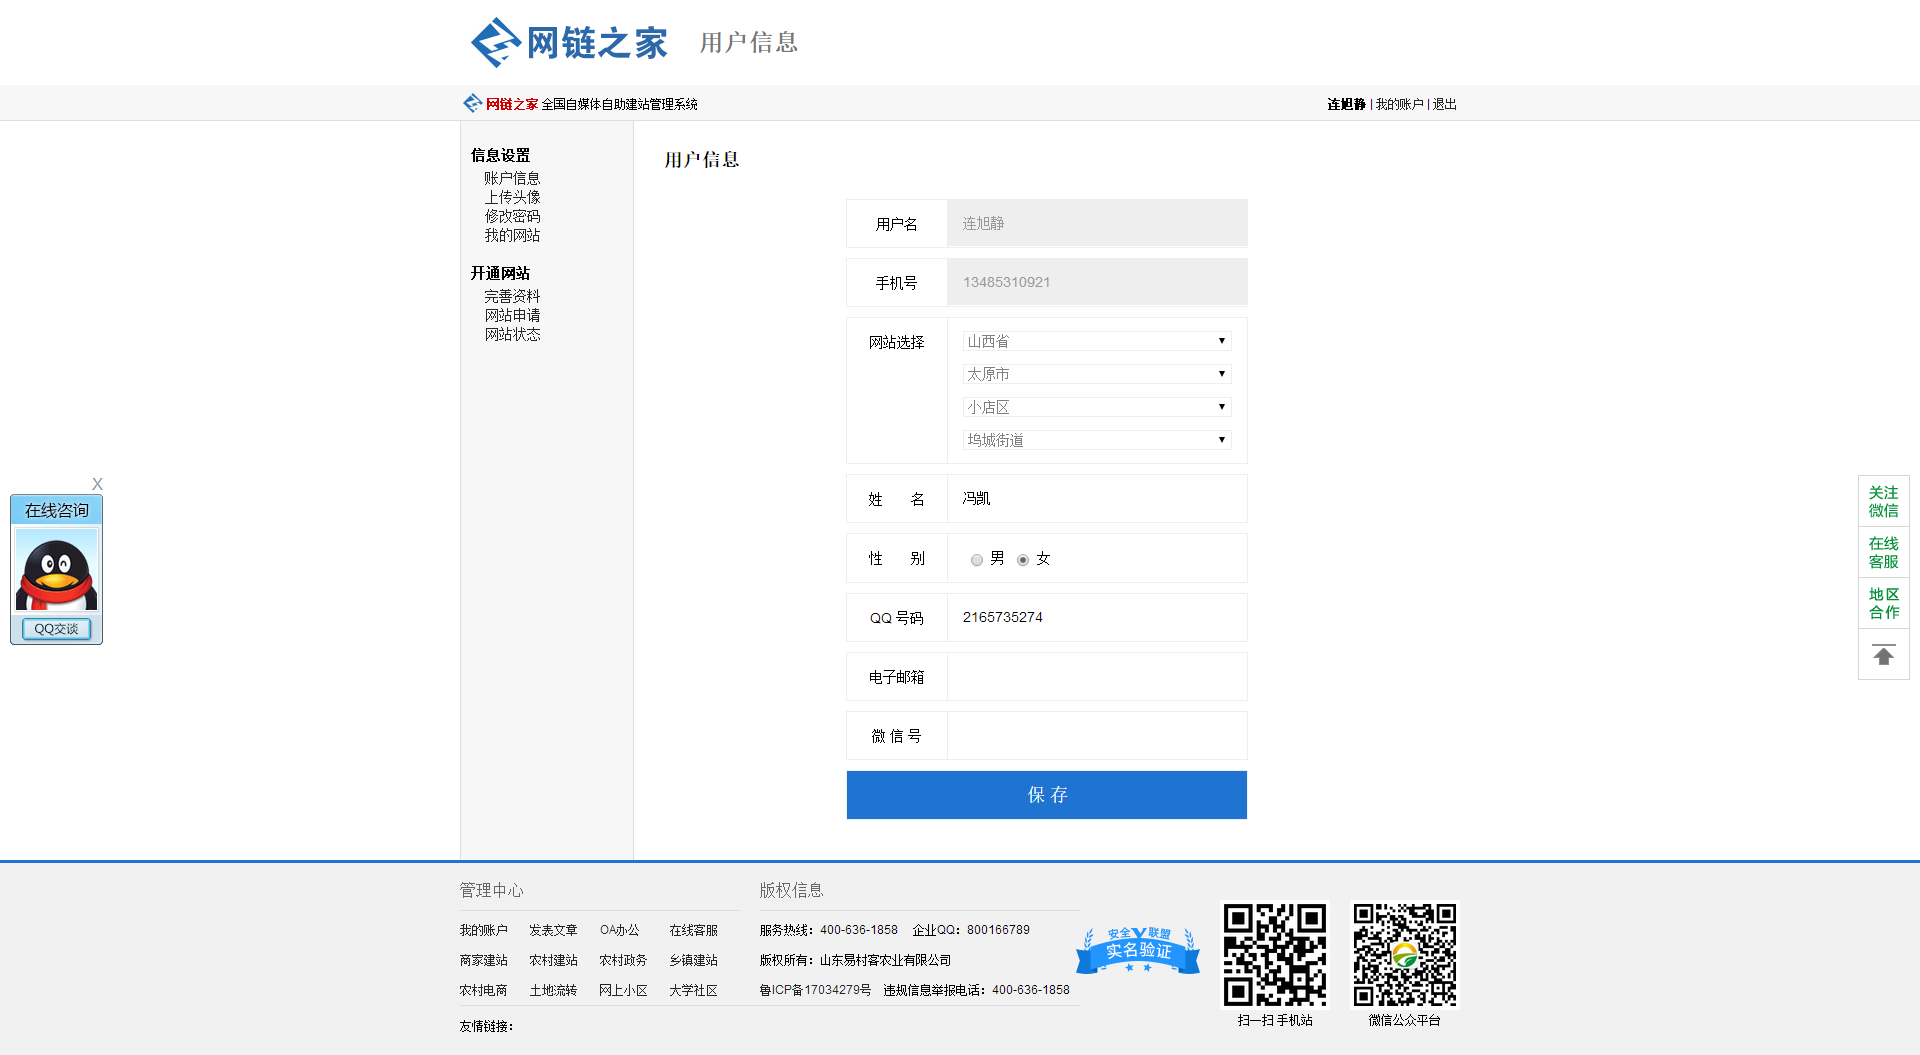 网链之家 用户信息
网链之家 全国自媒体自助建站管理系统
连旭静 | 我的账户 | 退出
信息设置
账户信息
上传头像
修改密码
我的网站
开通网站
完善资料
网站申请
网站状态
用户信息
用户名 连旭静
手机号 13485310921
网站选择 山西省
太原市
小店区
坞城街道
姓 名 冯凯
性 别 男 女
QQ 号码 2165735274
电子邮箱
微 信 号
保 存
X
在线咨询
QQ交谈
关注
微信
在线
客服
地区
合作
管理中心
我的账户 发表文章 OA办公 在线客服
商家建站 农村建站 农村政务 乡镇建站
农村电商 土地流转 网上小区 大学社区
版权信息
服务热线：400-636-1858 企业QQ：800166789
版权所有：山东易村客农业有限公司
鲁ICP备17034279号 违规信息举报电话：400-636-1858
友情链接：
安全 联盟
实名验证
扫一扫 手机站
微信公众平台